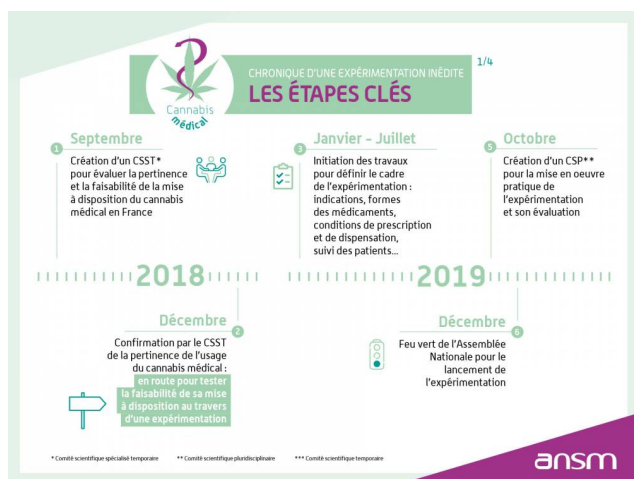 CHRONIQUE D'UNE EXPÉRIMENTATION INÉDITE
1/4
LES ÉTAPES CLÉS
Cannabis
médical
1
Septembre
Création d'un CSST*
pour évaluer la pertinence
et la faisabilité de la mise
à disposition du cannabis
médical en France
3
Janvier - Juillet
Initiation des travaux
pour définir le cadre
de l'expérimentation :
indications, formes
des médicaments,
conditions de prescription
et de dispensation,
suivi des patients...
5
Octobre
Création d'un CSP**
pour la mise en oeuvre
pratique de
l'expérimentation
et son évaluation
2018
2019
2
Décembre
Confirmation par le CSST
de la pertinence de l'usage
du cannabis médical :
en route pour tester
la faisabilité de sa mise
à disposition au travers
d'une expérimentation
6
Décembre
Feu vert de l'Assemblée
Nationale pour le
lancement de
l'expérimentation
* Comité scientifique spécialisé temporaire
** Comité scientifique pluridisciplinaire
*** Comité scientifique temporaire
ansm